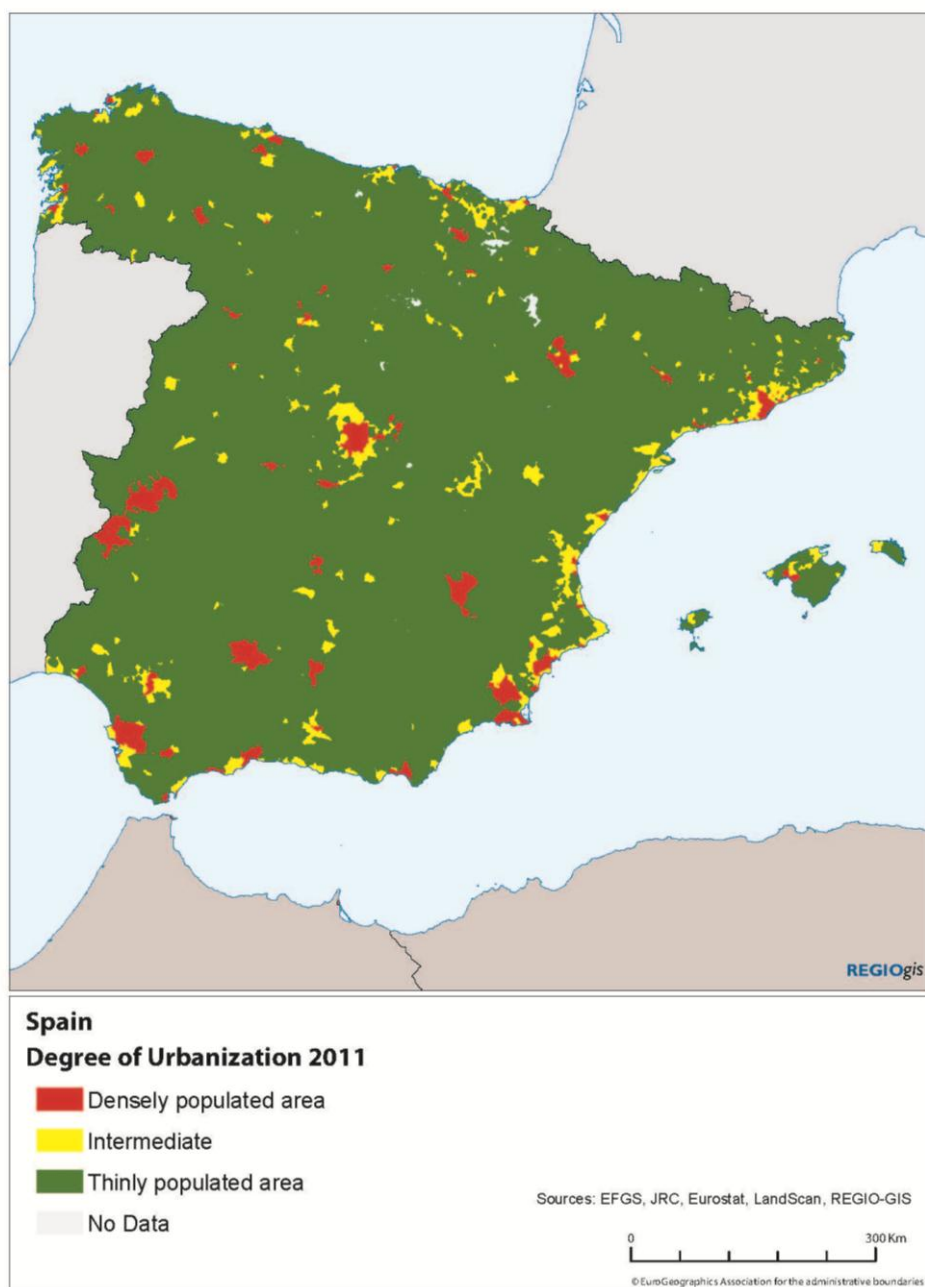 REGIOgis
Spain
Degree of Urbanization 2011
Densely populated area
Intermediate
Thinly populated area
No Data
Sources: EFGS, JRC, Eurostat, LandScan, REGIO-GIS
0 300 Km
© EuroGeographics Association for the administrative boundaries